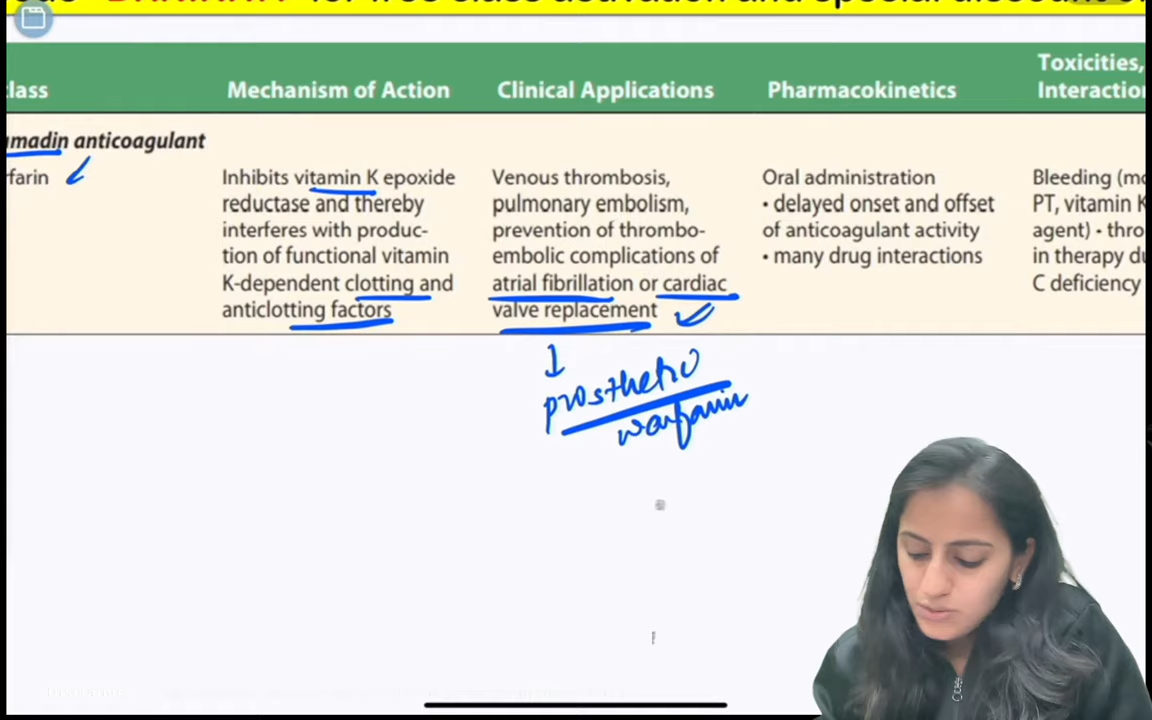 lass
Mechanism of Action
Clinical Applications
Pharmacokinetics
Toxicities,
Interactio
madin anticoagulant
rfarin
Inhibits vitamin K epoxide
reductase and thereby
interferes with produc-
tion of functional vitamin
K-dependent clotting and
anticlotting factors
Venous thrombosis,
pulmonary embolism,
prevention of thrombo-
embolic complications of
atrial fibrillation or cardiac
valve replacement
Oral administration
• delayed onset and offset
of anticoagulant activity
• many drug interactions
Bleeding (mo
PT, vitamin K
agent) • thro
in therapy du
C deficiency
prosthetic
warfarin